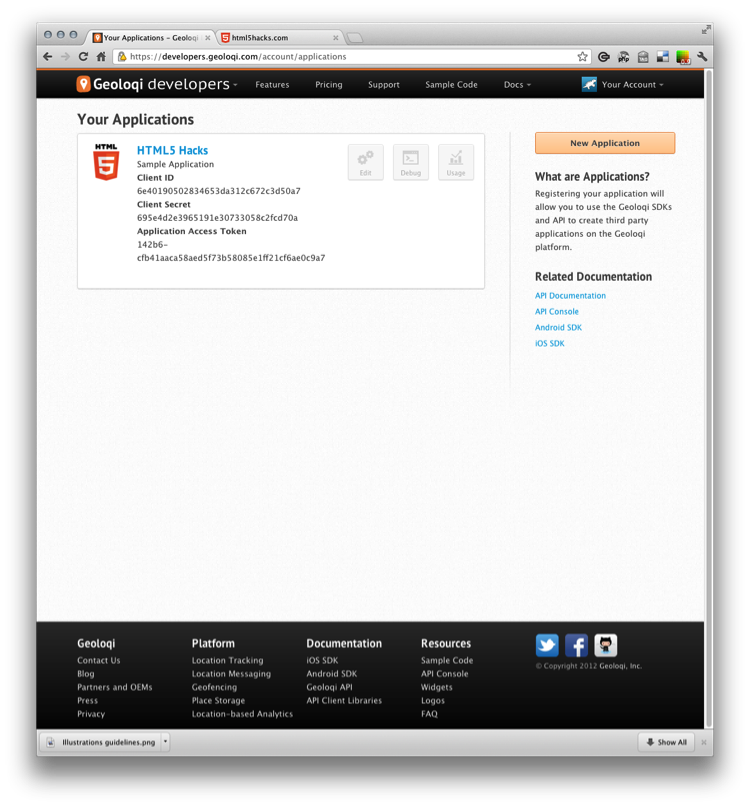 Your Applications – Geoloqi
html5hacks.com
https://developers.geoloqi.com/account/applications
Geoloqi developers
Features
Pricing
Support
Sample Code
Docs
Your Account
Your Applications
HTML
5
HTML5 Hacks
Sample Application
Client ID
6e40190502834653da312c672c3d50a7
Client Secret
695e4d2e3965191e30733058c2fcd70a
Application Access Token
142b6-
cfb41aaca58aed5f73b58085e1ff21cf6ae0c9a7
Edit
Debug
Usage
New Application
What are Applications?
Registering your application will
allow you to use the Geoloqi SDKs
and API to create third party
applications on the Geoloqi
platform.
Related Documentation
API Documentation
API Console
Android SDK
iOS SDK
Geoloqi
Contact Us
Blog
Partners and OEMs
Press
Privacy
Platform
Location Tracking
Location Messaging
Geofencing
Place Storage
Location-based Analytics
Documentation
iOS SDK
Android SDK
Geoloqi API
API Client Libraries
Resources
Sample Code
API Console
Widgets
Logos
FAQ
© Copyright 2012 Geoloqi, Inc.
Illustrations guidelines.png
Show All